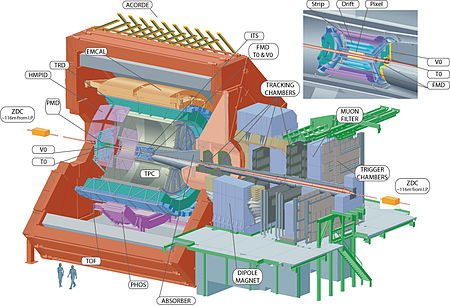 ACORDE
ITS
FMD
T0 & V0
EMCAL
TRD
HMPID
PMD
ZDC
~116m from I.P.
V0
T0
TPC
TRACKING
CHAMBERS
MUON
FILTER
TRIGGER
CHAMBERS
ZDC
~116m from I.P.
DIPOLE
MAGNET
ABSORBER
PHOS
TOF
Strip
Drift
Pixel
V0
T0
FMD